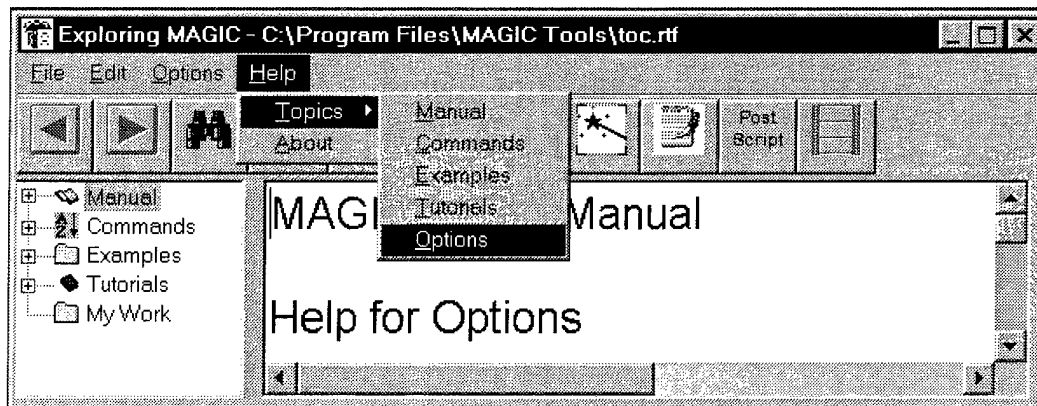 Exploring MAGIC - C:\Program Files\MAGIC Tools\toc.rtf
File Edit Options Help
Topics
About
Manual
Commands
Examples
Tutorials
Options
Post
Script
Manual
Commands
Examples
Tutorials
My Work
MAGI Manual
Help for Options